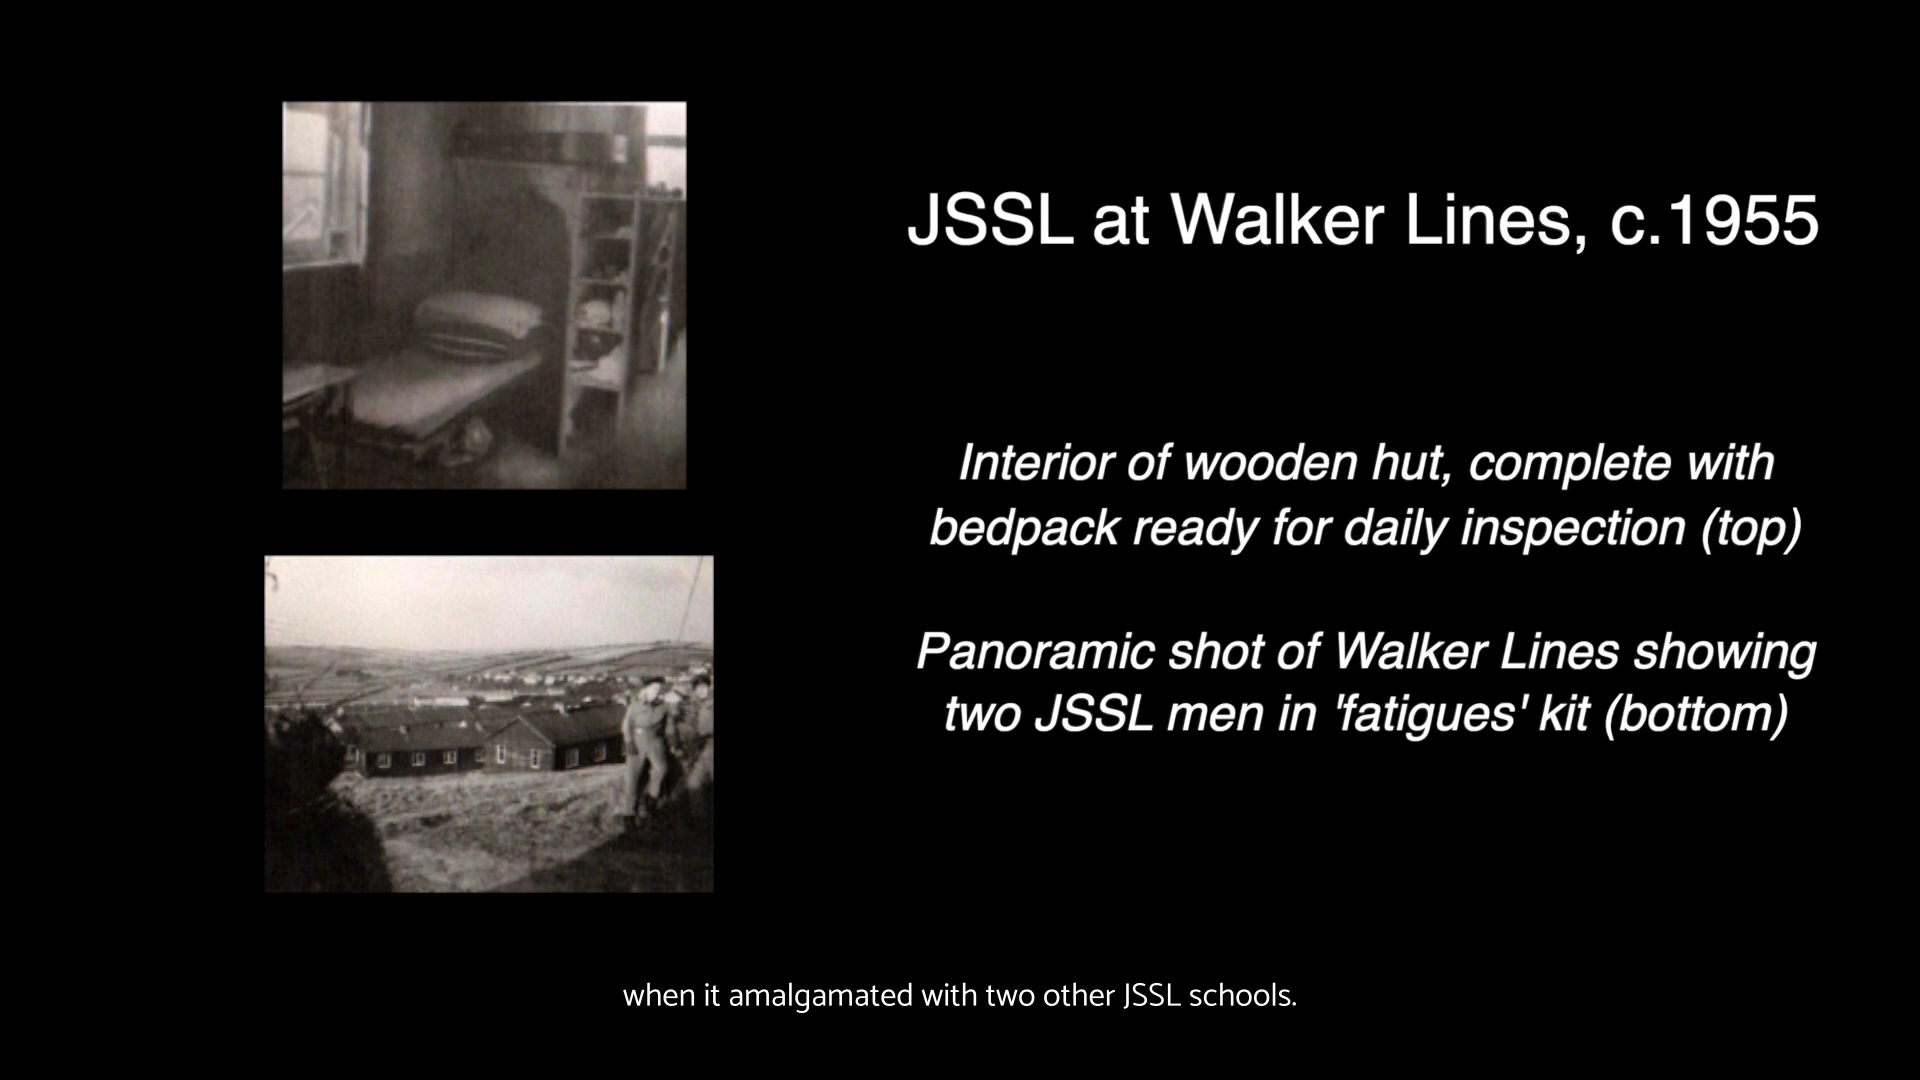 JSSL at Walker Lines, c.1955
Interior of wooden hut, complete with
bedpack ready for daily inspection (top)
Panoramic shot of Walker Lines showing
two JSSL men in 'fatigues' kit (bottom)
when it amalgamated with two other JSSL schools.